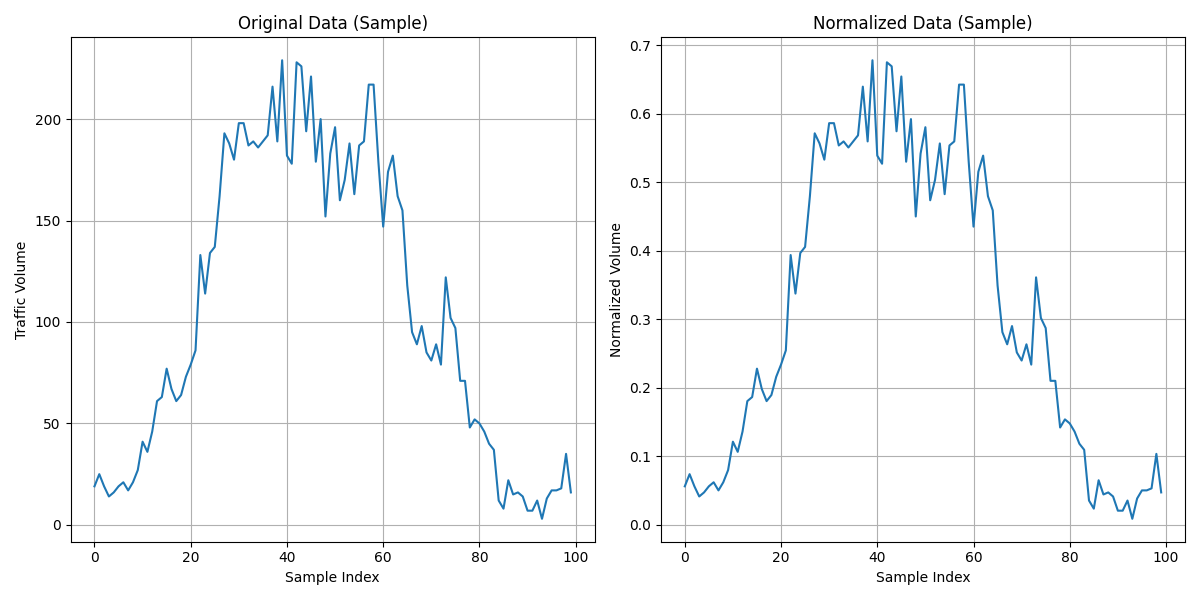 Original Data (Sample)
Traffic Volume
200
150
100
50
0
0 20 40 60 80 100
Sample Index
Normalized Data (Sample)
Normalized Volume
0.7
0.6
0.5
0.4
0.3
0.2
0.1
0.0
0 20 40 60 80 100
Sample Index